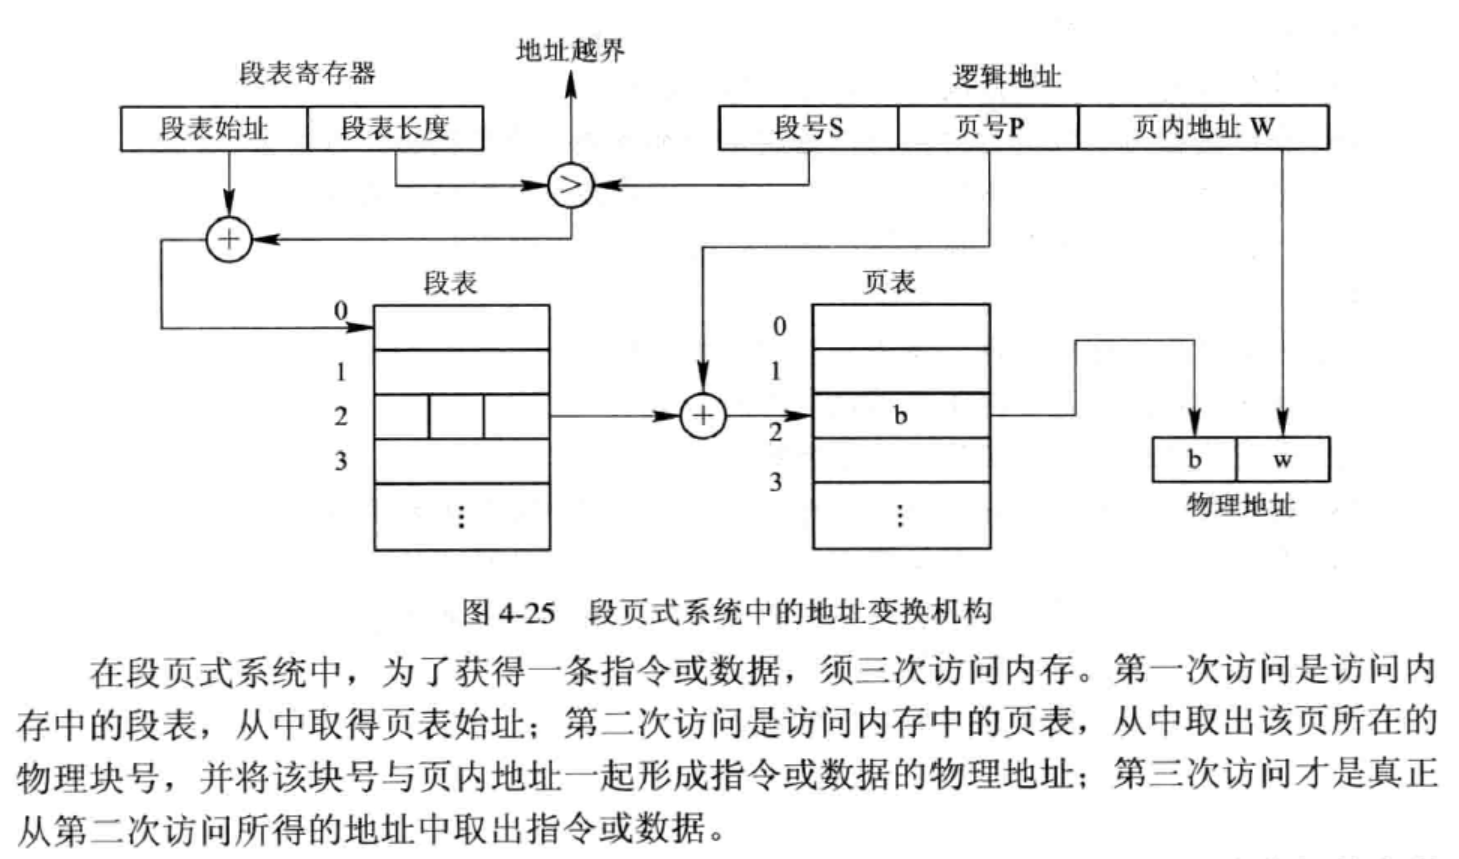 地址越界
段表寄存器
逻辑地址
段表始址 段表长度
段号S 页号P 页内地址 W
>
+
段表
页表
0
1
2
3
⋮
+
0
1
2
3
b
⋮
b w
物理地址
图 4-25 段页式系统中的地址变换机构
在段页式系统中，为了获得一条指令或数据，须三次访问内存。第一次访问是访问内
存中的段表，从中取得页表始址；第二次访问是访问内存中的页表，从中取出该页所在的
物理块号，并将该块号与页内地址一起形成指令或数据的物理地址；第三次访问才是真正
从第二次访问所得的地址中取出指令或数据。